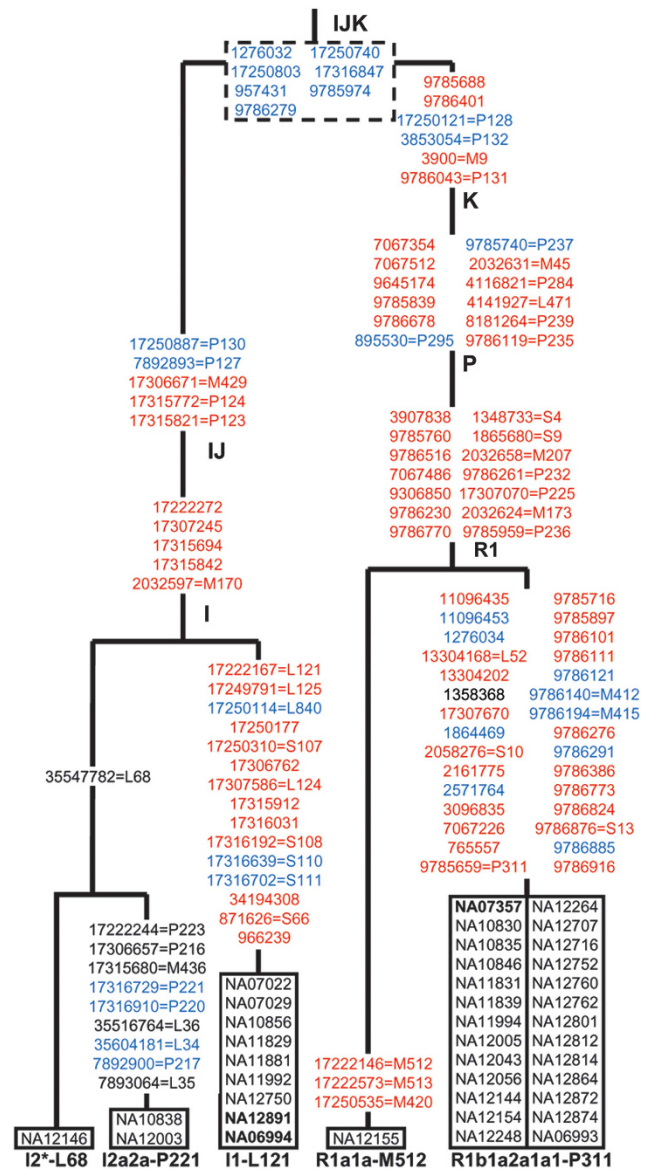 IJK
1276032 17250740
17250803 17316847
957431 9785974
9786279
9785688
9786401
17250121=P128
3853054=P132
3900=M9
9786043=P131
K
7067354 9785740=P237
7067512 2032631=M45
9645174 4116821=P284
9785839 4141927=L471
9786678 8181264=P239
895530=P295 9786119=P235
P
17250887=P130
7892893=P127
17306671=M429
17315772=P124
17315821=P123
IJ
3907838 1348733=S4
9785760 1865680=S9
9786516 2032658=M207
7067486 9786261=P232
9306850 17307070=P225
9786230 2032624=M173
9786770 9785959=P236
R1
17222272
17307245
17315694
17315842
2032597=M170
I
11096435 9785716
11096453 9785897
1276034 9786101
13304168=L52 9786111
13304202 9786121
1358368 9786140=M412
17307670 9786194=M415
1864469 9786276
2058276=S10 9786291
2161775 9786386
2571764 9786773
3096835 9786824
7067226 9786876=S13
765557 9786885
9785659=P311 9786916
17222167=L121
17249791=L125
17250114=L840
17250177
17250310=S107
17306762
17307586=L124
17315912
17316031
17316192=S108
17316639=S110
17316702=S111
34194308
871626=S66
966239
35547782=L68
17222244=P223
17306657=P216
17315680=M436
17316729=P221
17316910=P220
35516764=L36
35604181=L34
7892900=P217
7893064=L35
NA12146
I2*-L68
NA10838
NA12003
I2a2a-P221
NA07022
NA07029
NA10856
NA11829
NA11881
NA11992
NA12750
NA12891
NA06994
I1-L121
17222146=M512
17222573=M513
17250535=M420
NA12155
R1a1a-M512
NA07357 NA12264
NA10830 NA12707
NA10835 NA12716
NA10846 NA12752
NA11831 NA12760
NA11839 NA12762
NA11994 NA12801
NA12005 NA12812
NA12043 NA12814
NA12056 NA12864
NA12144 NA12872
NA12154 NA12874
NA12248 NA06993
R1b1a2a1a1-P311